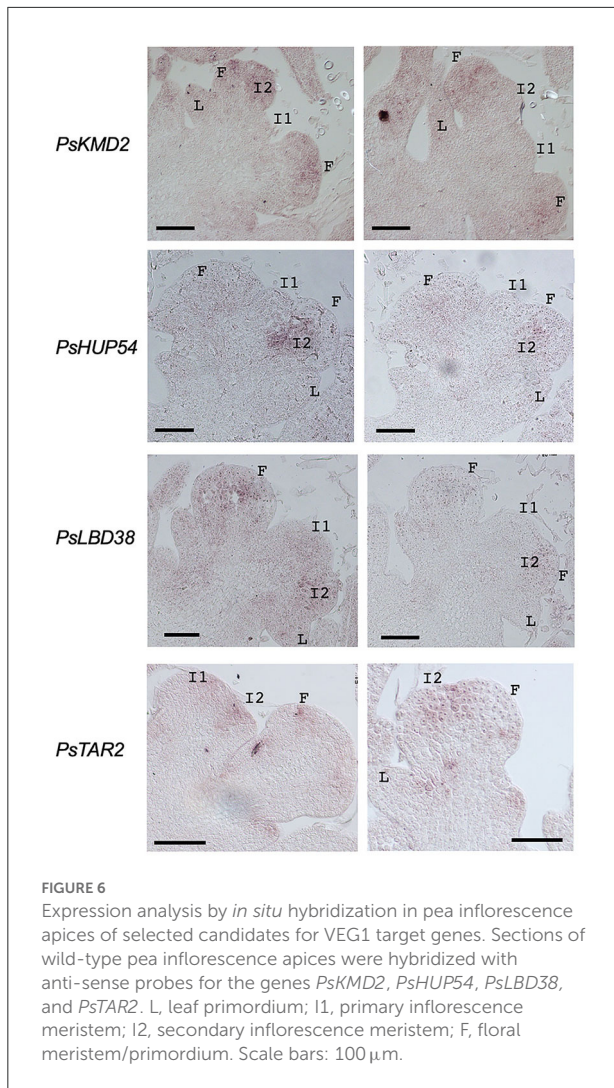 F
I2
L
I1
F
F
I2
L
I1
F
PsKMD2
F
I1
F
I2
L
F
I1
F
I2
L
PsHUP54
F
I1
I2
L
F
I1
I2
F
L
PsLBD38
I1
I2
F
I2
F
L
PsTAR2
FIGURE 6
Expression analysis by in situ hybridization in pea inflorescence
apices of selected candidates for VEG1 target genes. Sections of
wild-type pea inflorescence apices were hybridized with
anti-sense probes for the genes PsKMD2, PsHUP54, PsLBD38,
and PsTAR2. L, leaf primordium; I1, primary inflorescence
meristem; I2, secondary inflorescence meristem; F, floral
meristem/primordium. Scale bars: 100 μm.